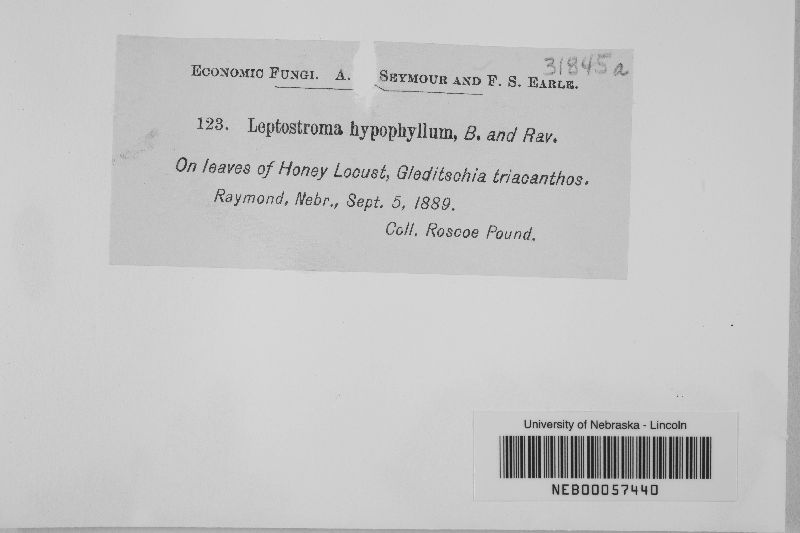 31845a
ECONOMIC FUNGI. A. SEYMOUR AND F. S. EARLE.
123. Leptostroma hypophyllum, B. and Rav.
On leaves of Honey Locust, Gleditschia triacanthos.
Raymond, Nebr., Sept. 5, 1889.
Coll. Roscoe Pound.
University of Nebraska - Lincoln
NEB00057440